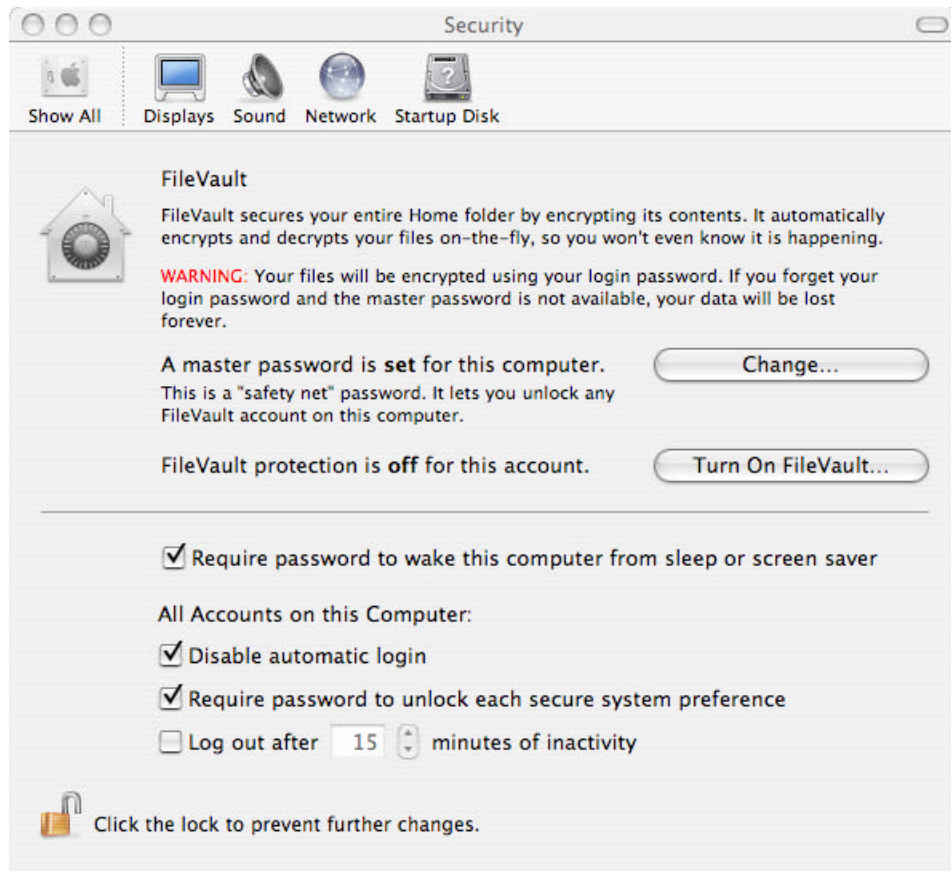 Security
Show All
Displays
Sound
Network
Startup Disk
FileVault
FileVault secures your entire Home folder by encrypting its contents. It automatically
encrypts and decrypts your files on-the-fly, so you won't even know it is happening.
WARNING: Your files will be encrypted using your login password. If you forget your
login password and the master password is not available, your data will be lost
forever.
A master password is set for this computer.
Change...
This is a "safety net" password. It lets you unlock any
FileVault account on this computer.
FileVault protection is off for this account.
Turn On FileVault...
Require password to wake this computer from sleep or screen saver
All Accounts on this Computer:
Disable automatic login
Require password to unlock each secure system preference
Log out after 15 minutes of inactivity
Click the lock to prevent further changes.